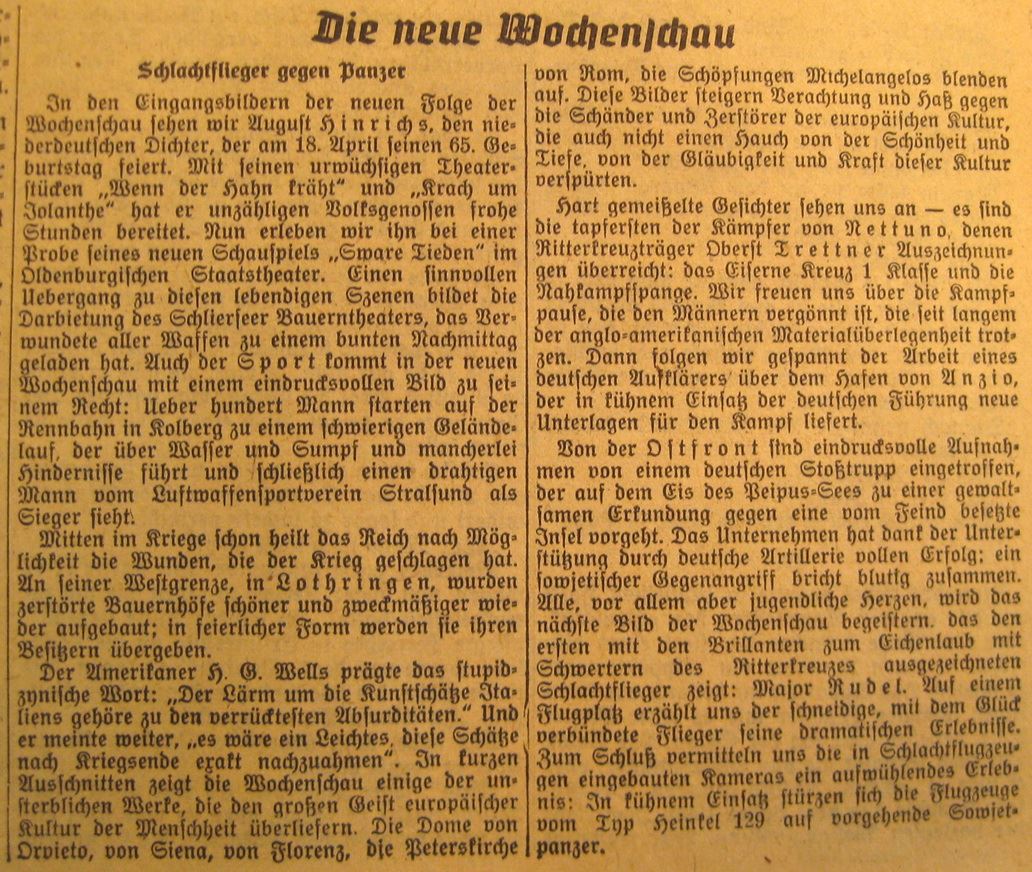 Die neue Wochenschau
Schlachtflieger gegen Panzer
In den Eingangsbildern der neuen Folge der
Wochenschau sehen wir August Hinrichs, den nie-
derdeutschen Dichter, der am 18. April seinen 65. Ge-
burtstag feiert. Mit seinen urwüchsigen Theater-
stücken „Wenn der Hahn kräht" und „Krach um
Jolanthe" hat er unzähligen Volksgenossen frohe
Stunden bereitet. Nun erleben wir ihn bei einer
Probe seines neuen Schauspiels „Sware Tieden" im
Oldenburgischen Staatstheater. Einen sinnvollen
Uebergang zu diesen lebendigen Szenen bildet die
Darbietung des Schlierseer Bauerntheaters, das Ver-
wundete aller Waffen zu einem bunten Nachmittag
geladen hat. Auch der Sport kommt in der neuen
Wochenschau mit einem eindrucksvollen Bild zu sei-
nem Recht: Ueber hundert Mann starten auf der
Rennbahn in Kolberg zu einem schwierigen Gelände-
lauf, der über Wasser und Sumpf und mancherlei
Hindernisse führt und schließlich einen drahtigen
Mann vom Luftwaffensportverein Stralsund als
Sieger sieht.
Mitten im Kriege schon heilt das Reich nach Mög-
lichkeit die Wunden, die der Krieg geschlagen hat.
An seiner Westgrenze, in Lothringen, wurden
zerstörte Bauernhöfe schöner und zweckmäßiger wie-
der aufgebaut; in feierlicher Form werden sie ihren
Besitzern übergeben.
Der Amerikaner H. G. Wells prägte das stupid-
zynische Wort: „Der Lärm um die Kunstschätze Ita-
liens gehöre zu den verrücktesten Absurditäten." Und
er meinte weiter, „es wäre ein Leichtes, diese Schätze
nach Kriegsende exakt nachzuahmen". In kurzen
Ausschnitten zeigt die Wochenschau einige der un-
sterblichen Werke, die den großen Geist europäischer
Kultur der Menschheit überliefern. Die Dome von
Orvieto, von Siena, von Florenz, die Peterskirche
von Rom, die Schöpfungen Michelangelos blenden
auf. Diese Bilder steigern Verachtung und Haß gegen
die Schänder und Zerstörer der europäischen Kultur,
die auch nicht einen Hauch von der Schönheit und
Tiefe, von der Gläubigkeit und Kraft dieser Kultur
verspürten.
Hart gemeißelte Gesichter sehen uns an — es sind
die tapfersten der Kämpfer von Nettuno, denen
Ritterkreuzträger Oberst Trettner Auszeichnun-
gen überreicht: das Eiserne Kreuz 1 Klasse und die
Nahkampfspange. Wir freuen uns über die Kampf-
pause, die den Männern vergönnt ist, die seit langem
der anglo-amerikanischen Materialüberlegenheit trot-
zen. Dann folgen wir gespannt der Arbeit eines
deutschen Aufklärers über dem Hafen von Anzio,
der in kühnem Einsatz der deutschen Führung neue
Unterlagen für den Kampf liefert.
Von der Ostfront sind eindrucksvolle Aufnah-
men von einem deutschen Stoßtrupp eingetroffen,
der auf dem Eis des Peipus-Sees zu einer gewalt-
samen Erkundung gegen eine vom Feind besetzte
Insel vorgeht. Das Unternehmen hat dank der Unter-
stützung durch deutsche Artillerie vollen Erfolg; ein
sowjetischer Gegenangriff bricht blutig zusammen.
Alle, vor allem aber jugendliche Herzen, wird das
nächste Bild der Wochenschau begeistern, das den
ersten mit den Brillanten zum Eichenlaub mit
Schwertern des Ritterkreuzes ausgezeichneten
Schlachtflieger zeigt: Major Rudel. Auf einem
Flugplatz erzählt uns der schneidige, mit dem Glück
verbündete Flieger seine dramatischen Erlebnisse.
Zum Schluß vermitteln uns die in Schlachtflugzeu-
gen eingebauten Kameras ein aufwühlendes Erleb-
nis: In kühnem Einsatz stürzen sich die Flugzeuge
vom Typ Heinkel 129 auf vorgehende Sowjet-
panzer.